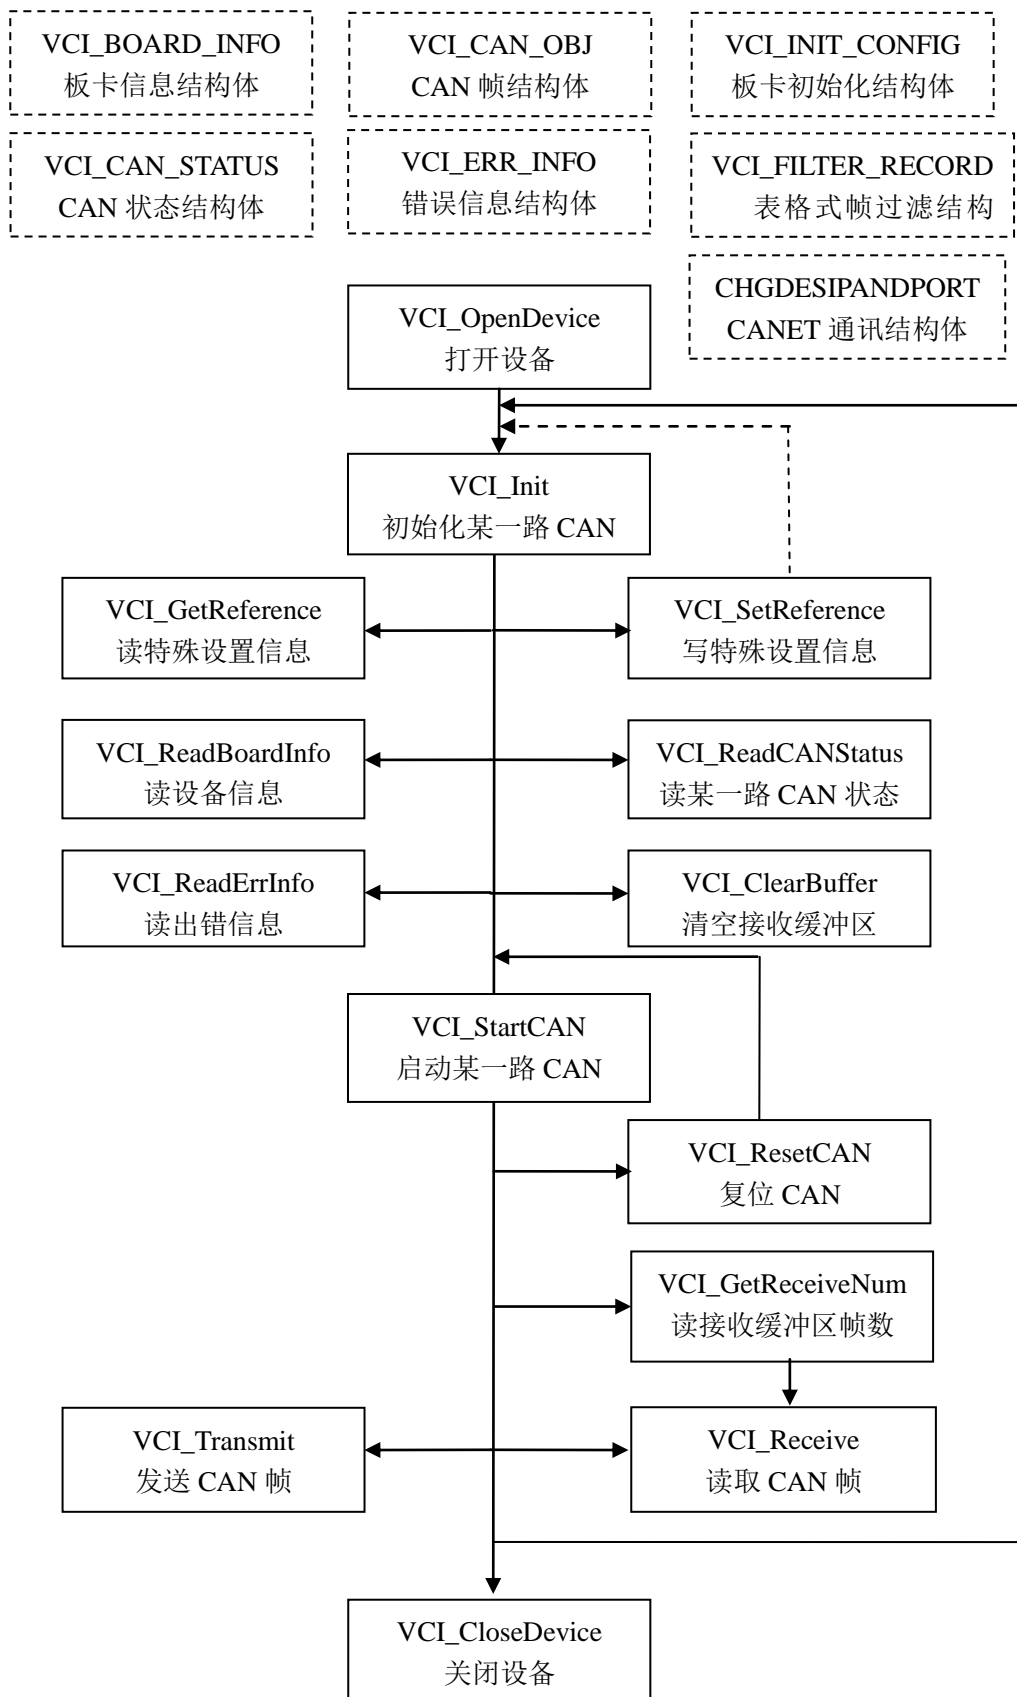 VCI_BOARD_INFO
板卡信息结构体
VCI_CAN_OBJ
CAN 帧结构体
VCI_INIT_CONFIG
板卡初始化结构体
VCI_CAN_STATUS
CAN 状态结构体
VCI_ERR_INFO
错误信息结构体
VCI_FILTER_RECORD
表格式帧过滤结构
CHGDESIPANDPORT
CANET 通讯结构体
VCI_OpenDevice
打开设备
VCI_Init
初始化某一路 CAN
VCI_GetReference
读特殊设置信息
VCI_SetReference
写特殊设置信息
VCI_ReadBoardInfo
读设备信息
VCI_ReadCANStatus
读某一路 CAN 状态
VCI_ReadErrInfo
读出错信息
VCI_ClearBuffer
清空接收缓冲区
VCI_StartCAN
启动某一路 CAN
VCI_ResetCAN
复位 CAN
VCI_GetReceiveNum
读接收缓冲区帧数
VCI_Transmit
发送 CAN 帧
VCI_Receive
读取 CAN 帧
VCI_CloseDevice
关闭设备